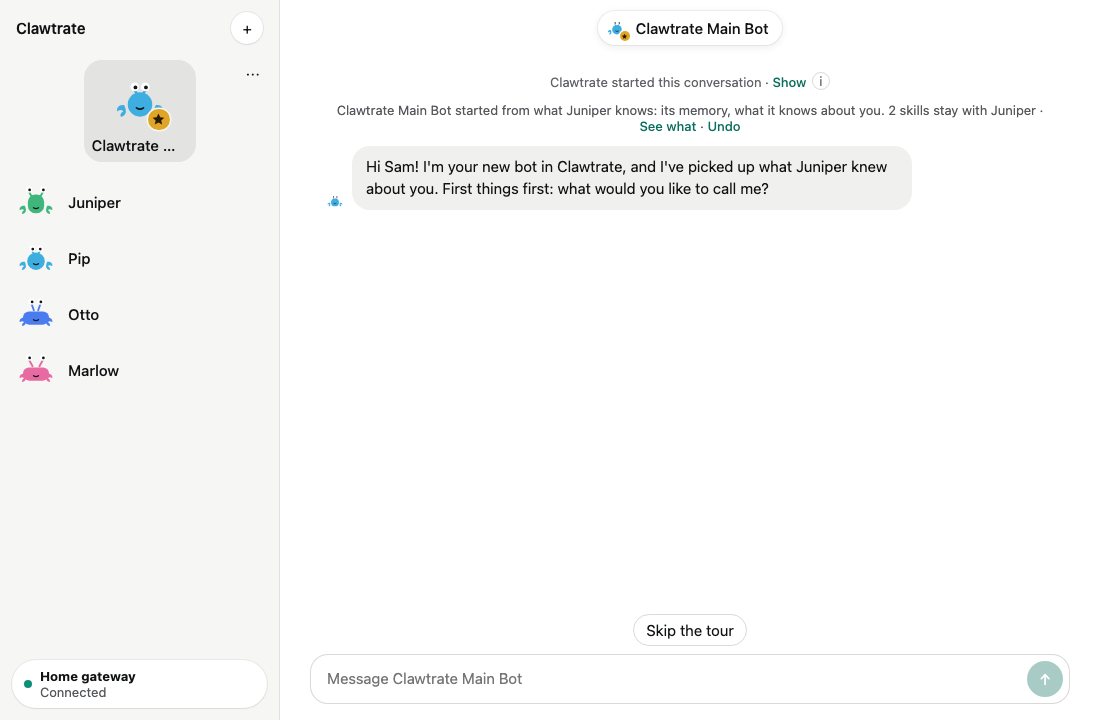 Clawtrate
+
...
Clawtrate ...
Juniper
Pip
Otto
Marlow
Home gateway
Connected
Clawtrate Main Bot
Clawtrate started this conversation · Show i
Clawtrate Main Bot started from what Juniper knows: its memory, what it knows about you. 2 skills stay with Juniper ·
See what · Undo
Hi Sam! I'm your new bot in Clawtrate, and I've picked up what Juniper knew
about you. First things first: what would you like to call me?
Skip the tour
Message Clawtrate Main Bot